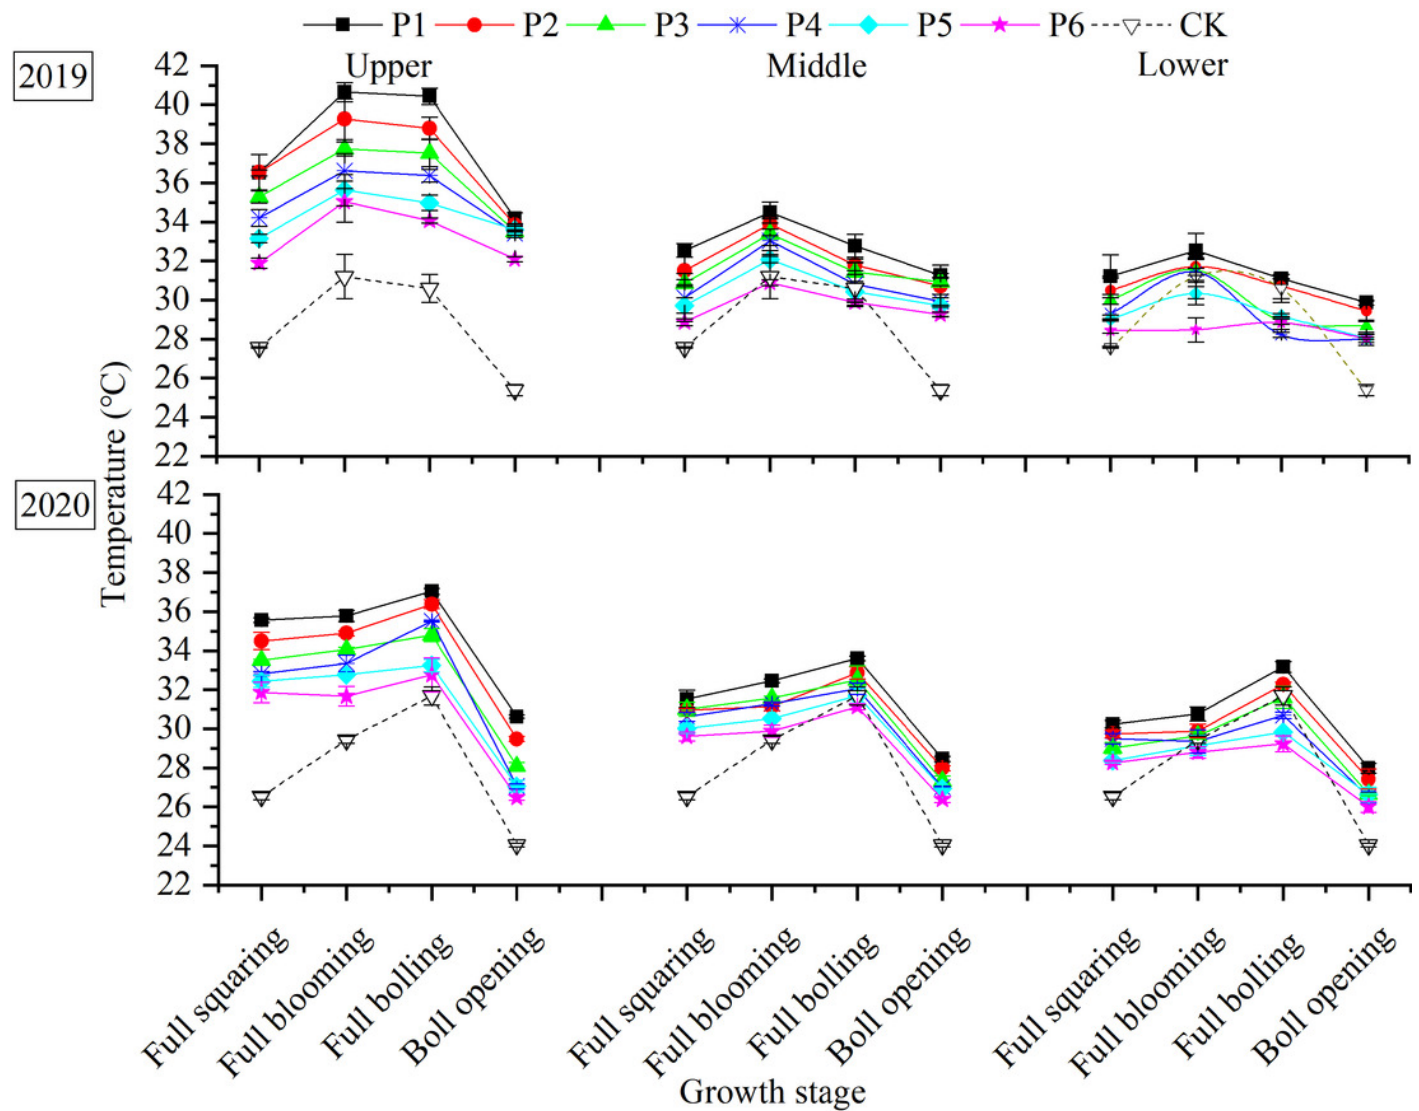 P1 P2 P3 P4 P5 P6 CK
2019
Upper Middle Lower
42
40
38
36
34
32
30
28
26
24
22
2020
42
40
38
36
34
32
30
28
26
24
22
Temperature (°C)
Full squaring
Full blooming
Full bolling
Boll opening
Full squaring
Full blooming
Full bolling
Boll opening
Full squaring
Full blooming
Full bolling
Boll opening
Growth stage